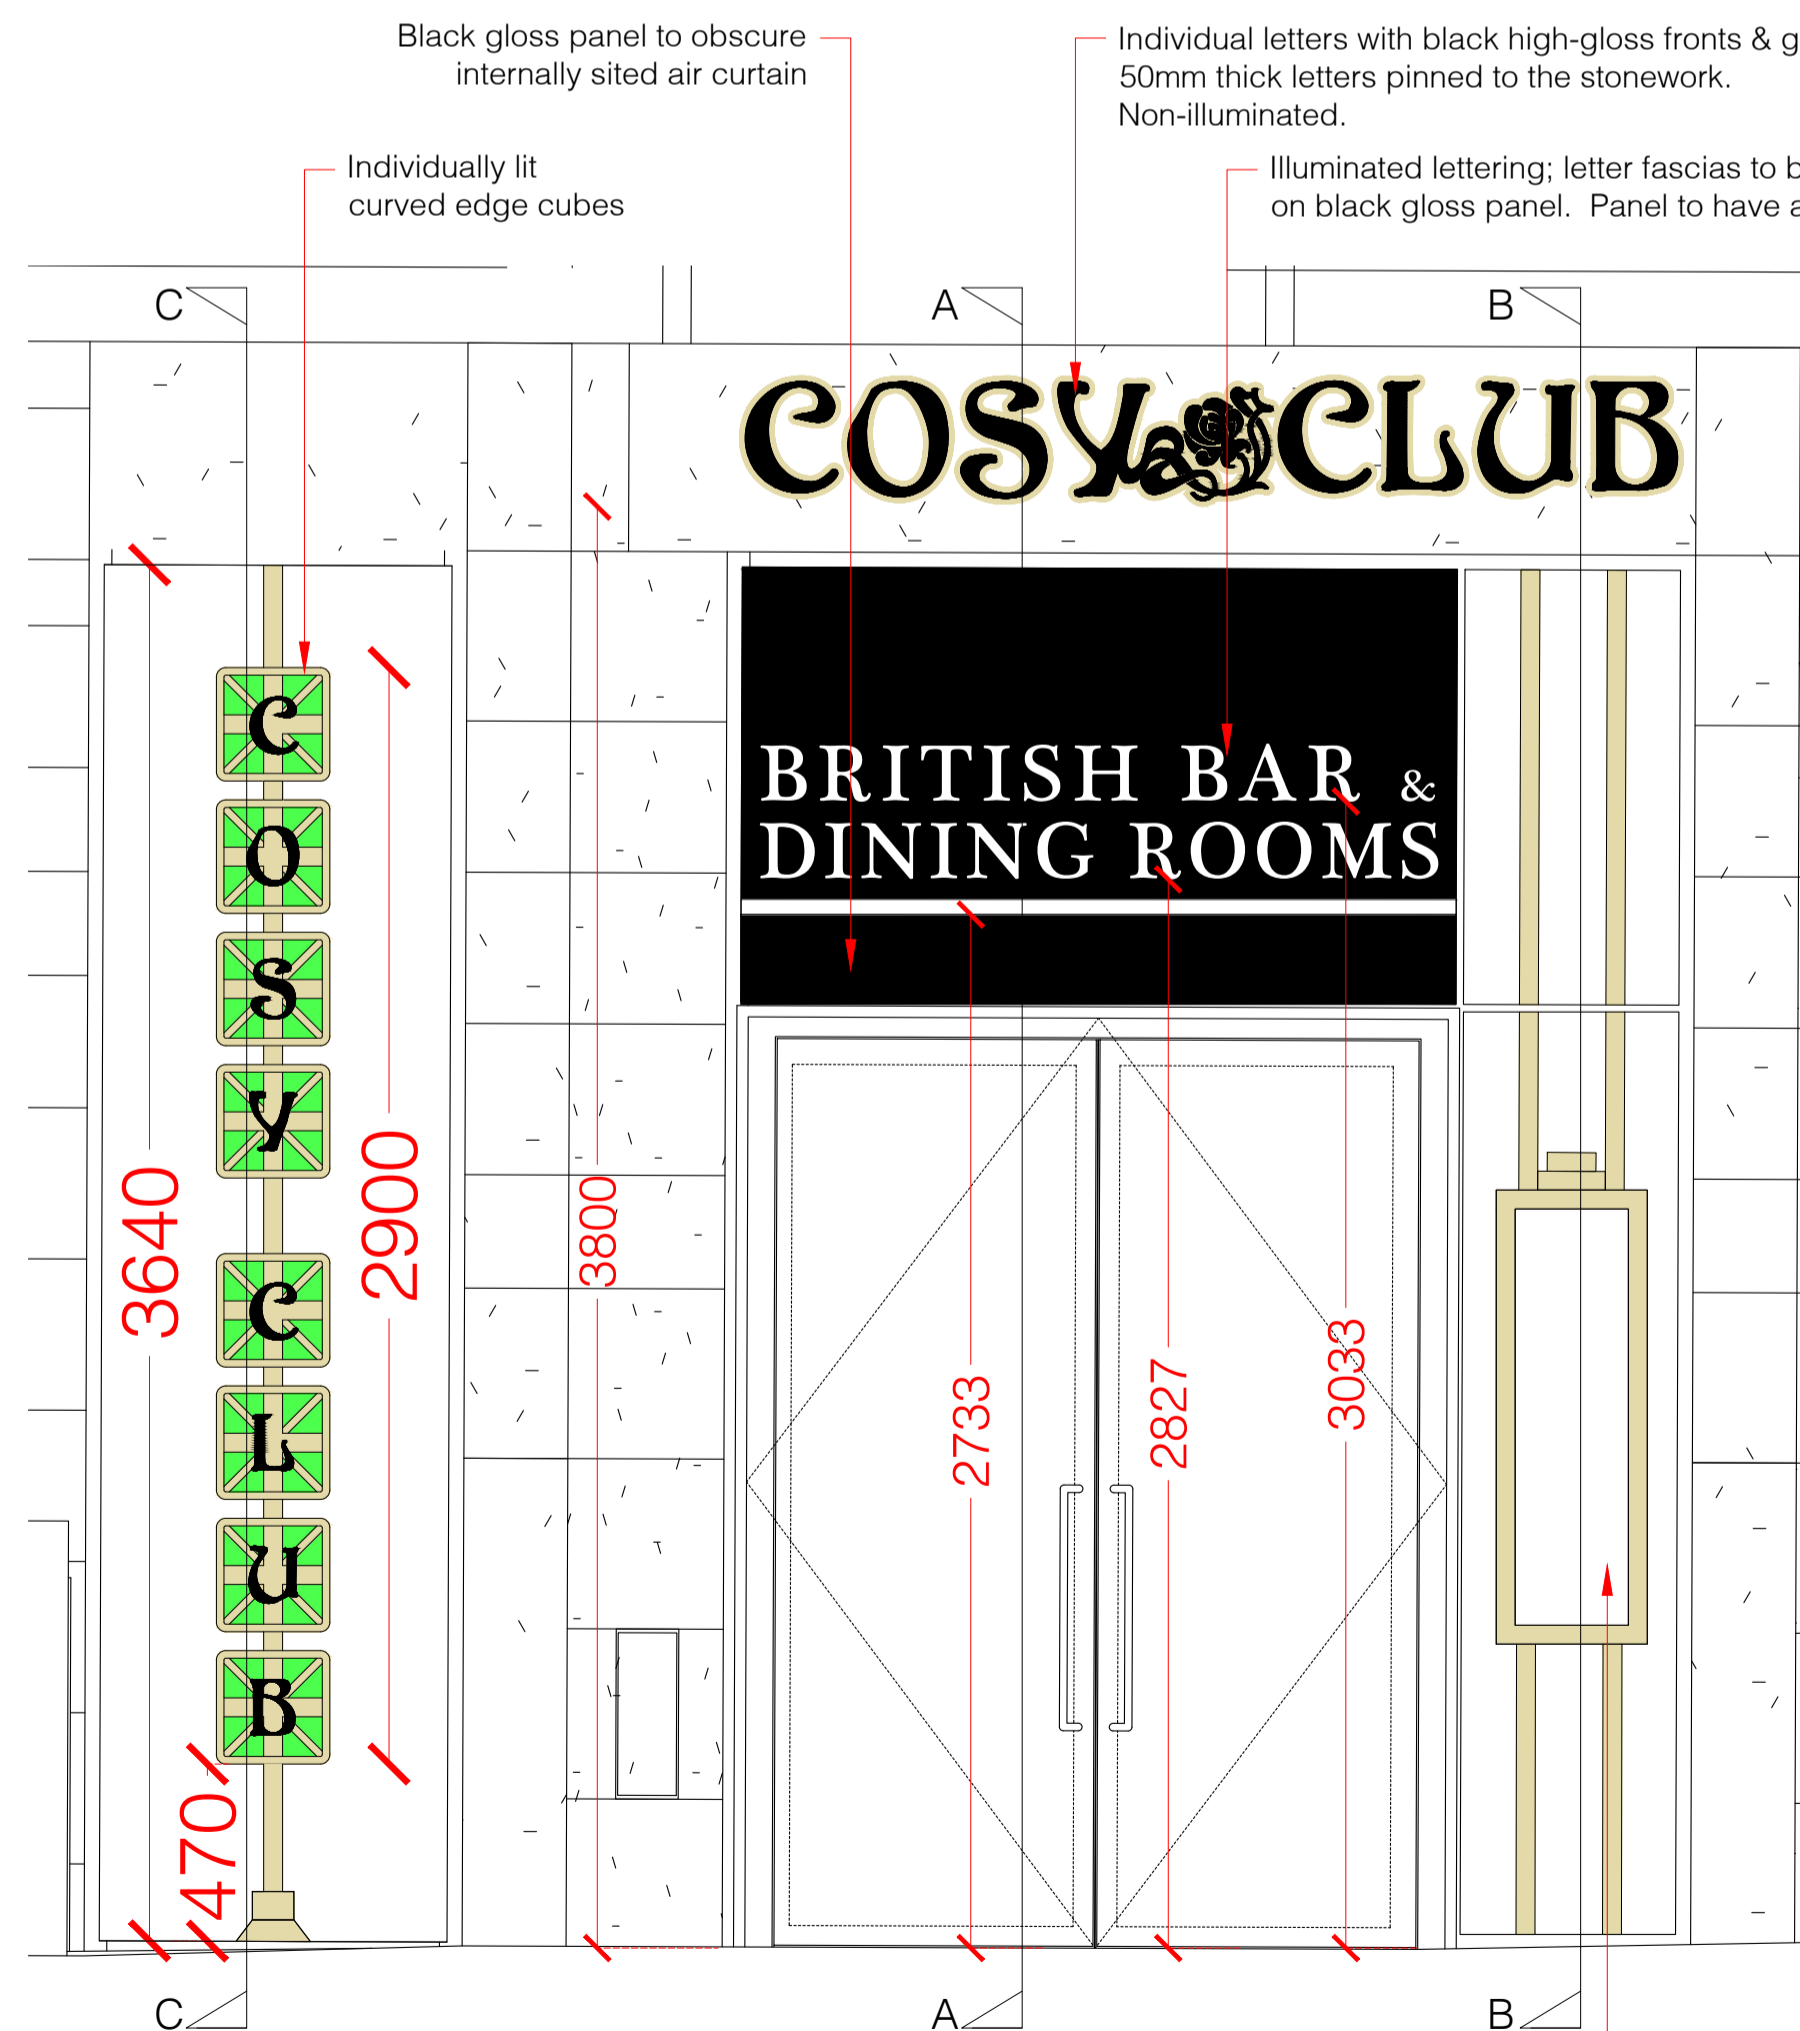 Black gloss panel to obscure
internally sited air curtain
Individual letters with black high-gloss fronts & g
50mm thick letters pinned to the stonework.
Non-illuminated.
Individually lit
curved edge cubes
Illuminated lettering; letter fascias to b
on black gloss panel. Panel to have a
C
A
B
COSY CLUB
BRITISH BAR &
DINING ROOMS
C
O
S
Y
C
L
U
B
3640
2900
3800
2733
2827
3033
470
C
A
B